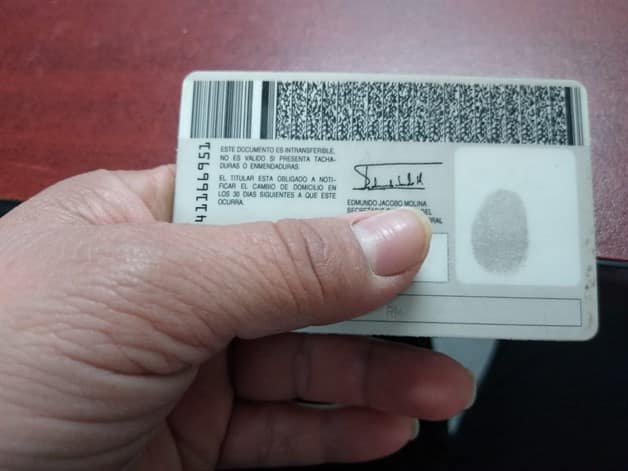 41166951
ESTE DOCUMENTO ES INTRANSFERIBLE,
NO ES VALIDO SI PRESENTA TACHA-
DURAS O ENMENDADURAS.
EL TITULAR ESTA OBLIGADO A NOTI-
FICAR EL CAMBIO DE DOMICILIO EN
LOS 30 DIAS SIGUIENTES A QUE ESTE
OCURRA.
EDMUNDO JACOBO MOLINA